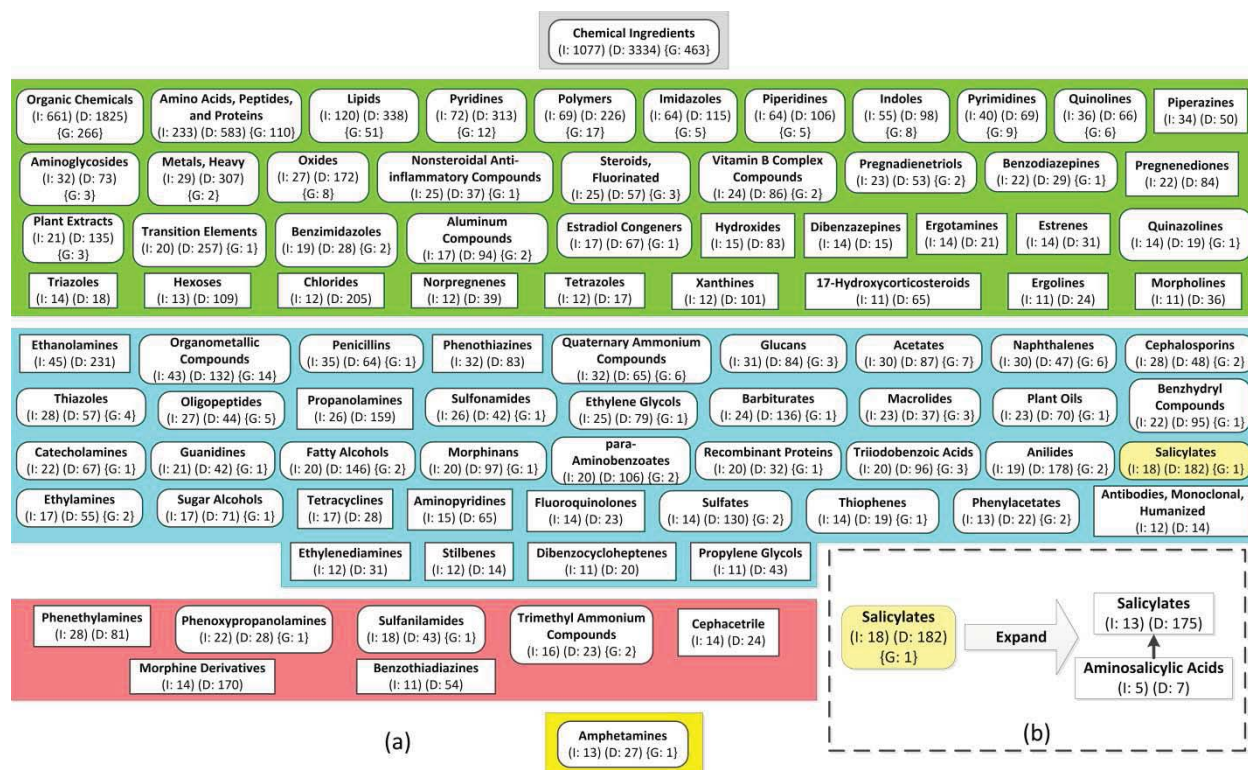 Chemical Ingredients
(I: 1077) (D: 3334) {G: 463}
Organic Chemicals
(I: 661) (D: 1825)
{G: 266}
Amino Acids, Peptides,
and Proteins
(I: 233) (D: 583) {G: 110}
Lipids
(I: 120) (D: 338)
{G: 51}
Pyridines
(I: 72) (D: 313)
{G: 12}
Polymers
(I: 69) (D: 226)
{G: 17}
Imidazoles
(I: 64) (D: 115)
{G: 5}
Piperidines
(I: 64) (D: 106)
{G: 5}
Indoles
(I: 55) (D: 98)
{G: 8}
Pyrimidines
(I: 40) (D: 69)
{G: 9}
Quinolines
(I: 36) (D: 66)
{G: 6}
Piperazines
(I: 34) (D: 50)
Aminoglycosides
(I: 32) (D: 73)
{G: 3}
Metals, Heavy
(I: 29) (D: 307)
{G: 2}
Oxides
(I: 27) (D: 172)
{G: 8}
Nonsteroidal Anti-
inflammatory Compounds
(I: 25) (D: 37) {G: 1}
Steroids,
Fluorinated
(I: 25) (D: 57) {G: 3}
Vitamin B Complex
Compounds
(I: 24) (D: 86) {G: 2}
Pregnadienetriols
(I: 23) (D: 53) {G: 2}
Benzodiazepines
(I: 22) (D: 29) {G: 1}
Pregnenediones
(I: 22) (D: 84)
Plant Extracts
(I: 21) (D: 135)
{G: 3}
Transition Elements
(I: 20) (D: 257) {G: 1}
Benzimidazoles
(I: 19) (D: 28) {G: 2}
Aluminum
Compounds
(I: 17) (D: 94) {G: 2}
Estradiol Congeners
(I: 17) (D: 67) {G: 1}
Hydroxides
(I: 15) (D: 83)
Dibenzazepines
(I: 14) (D: 15)
Ergotamines
(I: 14) (D: 21)
Estrenes
(I: 14) (D: 31)
Quinazolines
(I: 14) (D: 19) {G: 1}
Triazoles
(I: 14) (D: 18)
Hexoses
(I: 13) (D: 109)
Chlorides
(I: 12) (D: 205)
Norpregnenes
(I: 12) (D: 39)
Tetrazoles
(I: 12) (D: 17)
Xanthines
(I: 12) (D: 101)
17-Hydroxycorticosteroids
(I: 11) (D: 65)
Ergolines
(I: 11) (D: 24)
Morpholines
(I: 11) (D: 36)
Ethanolamines
(I: 45) (D: 231)
Organometallic
Compounds
(I: 43) (D: 132) {G: 14}
Penicillins
(I: 35) (D: 64) {G: 1}
Phenothiazines
(I: 32) (D: 83)
Quaternary Ammonium
Compounds
(I: 32) (D: 65) {G: 6}
Glucans
(I: 31) (D: 84) {G: 3}
Acetates
(I: 30) (D: 87) {G: 7}
Naphthalenes
(I: 30) (D: 47) {G: 6}
Cephalosporins
(I: 28) (D: 48) {G: 2}
Thiazoles
(I: 28) (D: 57) {G: 4}
Oligopeptides
(I: 27) (D: 44) {G: 5}
Propanolamines
(I: 26) (D: 159)
Sulfonamides
(I: 26) (D: 42) {G: 1}
Ethylene Glycols
(I: 25) (D: 79) {G: 1}
Barbiturates
(I: 24) (D: 136) {G: 1}
Macrolides
(I: 23) (D: 37) {G: 3}
Plant Oils
(I: 23) (D: 70) {G: 1}
Benzhydryl
Compounds
(I: 22) (D: 95) {G: 1}
Catecholamines
(I: 22) (D: 67) {G: 1}
Guanidines
(I: 21) (D: 42) {G: 1}
Fatty Alcohols
(I: 20) (D: 146) {G: 2}
Morphinans
(I: 20) (D: 97) {G: 1}
para-
Aminobenzoates
(I: 20) (D: 106) {G: 2}
Recombinant Proteins
(I: 20) (D: 32) {G: 1}
Triiodobenzoic Acids
(I: 20) (D: 96) {G: 3}
Anilides
(I: 19) (D: 178) {G: 2}
Salicylates
(I: 18) (D: 182) {G: 1}
Ethylamines
(I: 17) (D: 55) {G: 2}
Sugar Alcohols
(I: 17) (D: 71) {G: 1}
Tetracyclines
(I: 17) (D: 28)
Aminopyridines
(I: 15) (D: 65)
Fluoroquinolones
(I: 14) (D: 23)
Sulfates
(I: 14) (D: 130) {G: 2}
Thiophenes
(I: 14) (D: 19) {G: 1}
Phenylacetates
(I: 13) (D: 22) {G: 2}
Antibodies, Monoclonal,
Humanized
(I: 12) (D: 14)
Ethylenediamines
(I: 12) (D: 31)
Stilbenes
(I: 12) (D: 14)
Dibenzocycloheptenes
(I: 11) (D: 20)
Propylene Glycols
(I: 11) (D: 43)
Phenethylamines
(I: 28) (D: 81)
Phenoxypropanolamines
(I: 22) (D: 28) {G: 1}
Sulfanilamides
(I: 18) (D: 43) {G: 1}
Trimethyl Ammonium
Compounds
(I: 16) (D: 23) {G: 2}
Cephacetrile
(I: 14) (D: 24)
Morphine Derivatives
(I: 14) (D: 170)
Benzothiadiazines
(I: 11) (D: 54)
Amphetamines
(I: 13) (D: 27) {G: 1}
(a)
Salicylates
(I: 18) (D: 182)
{G: 1}
Expand
Salicylates
(I: 13) (D: 175)
Aminosalicylic Acids
(I: 5) (D: 7)
(b)